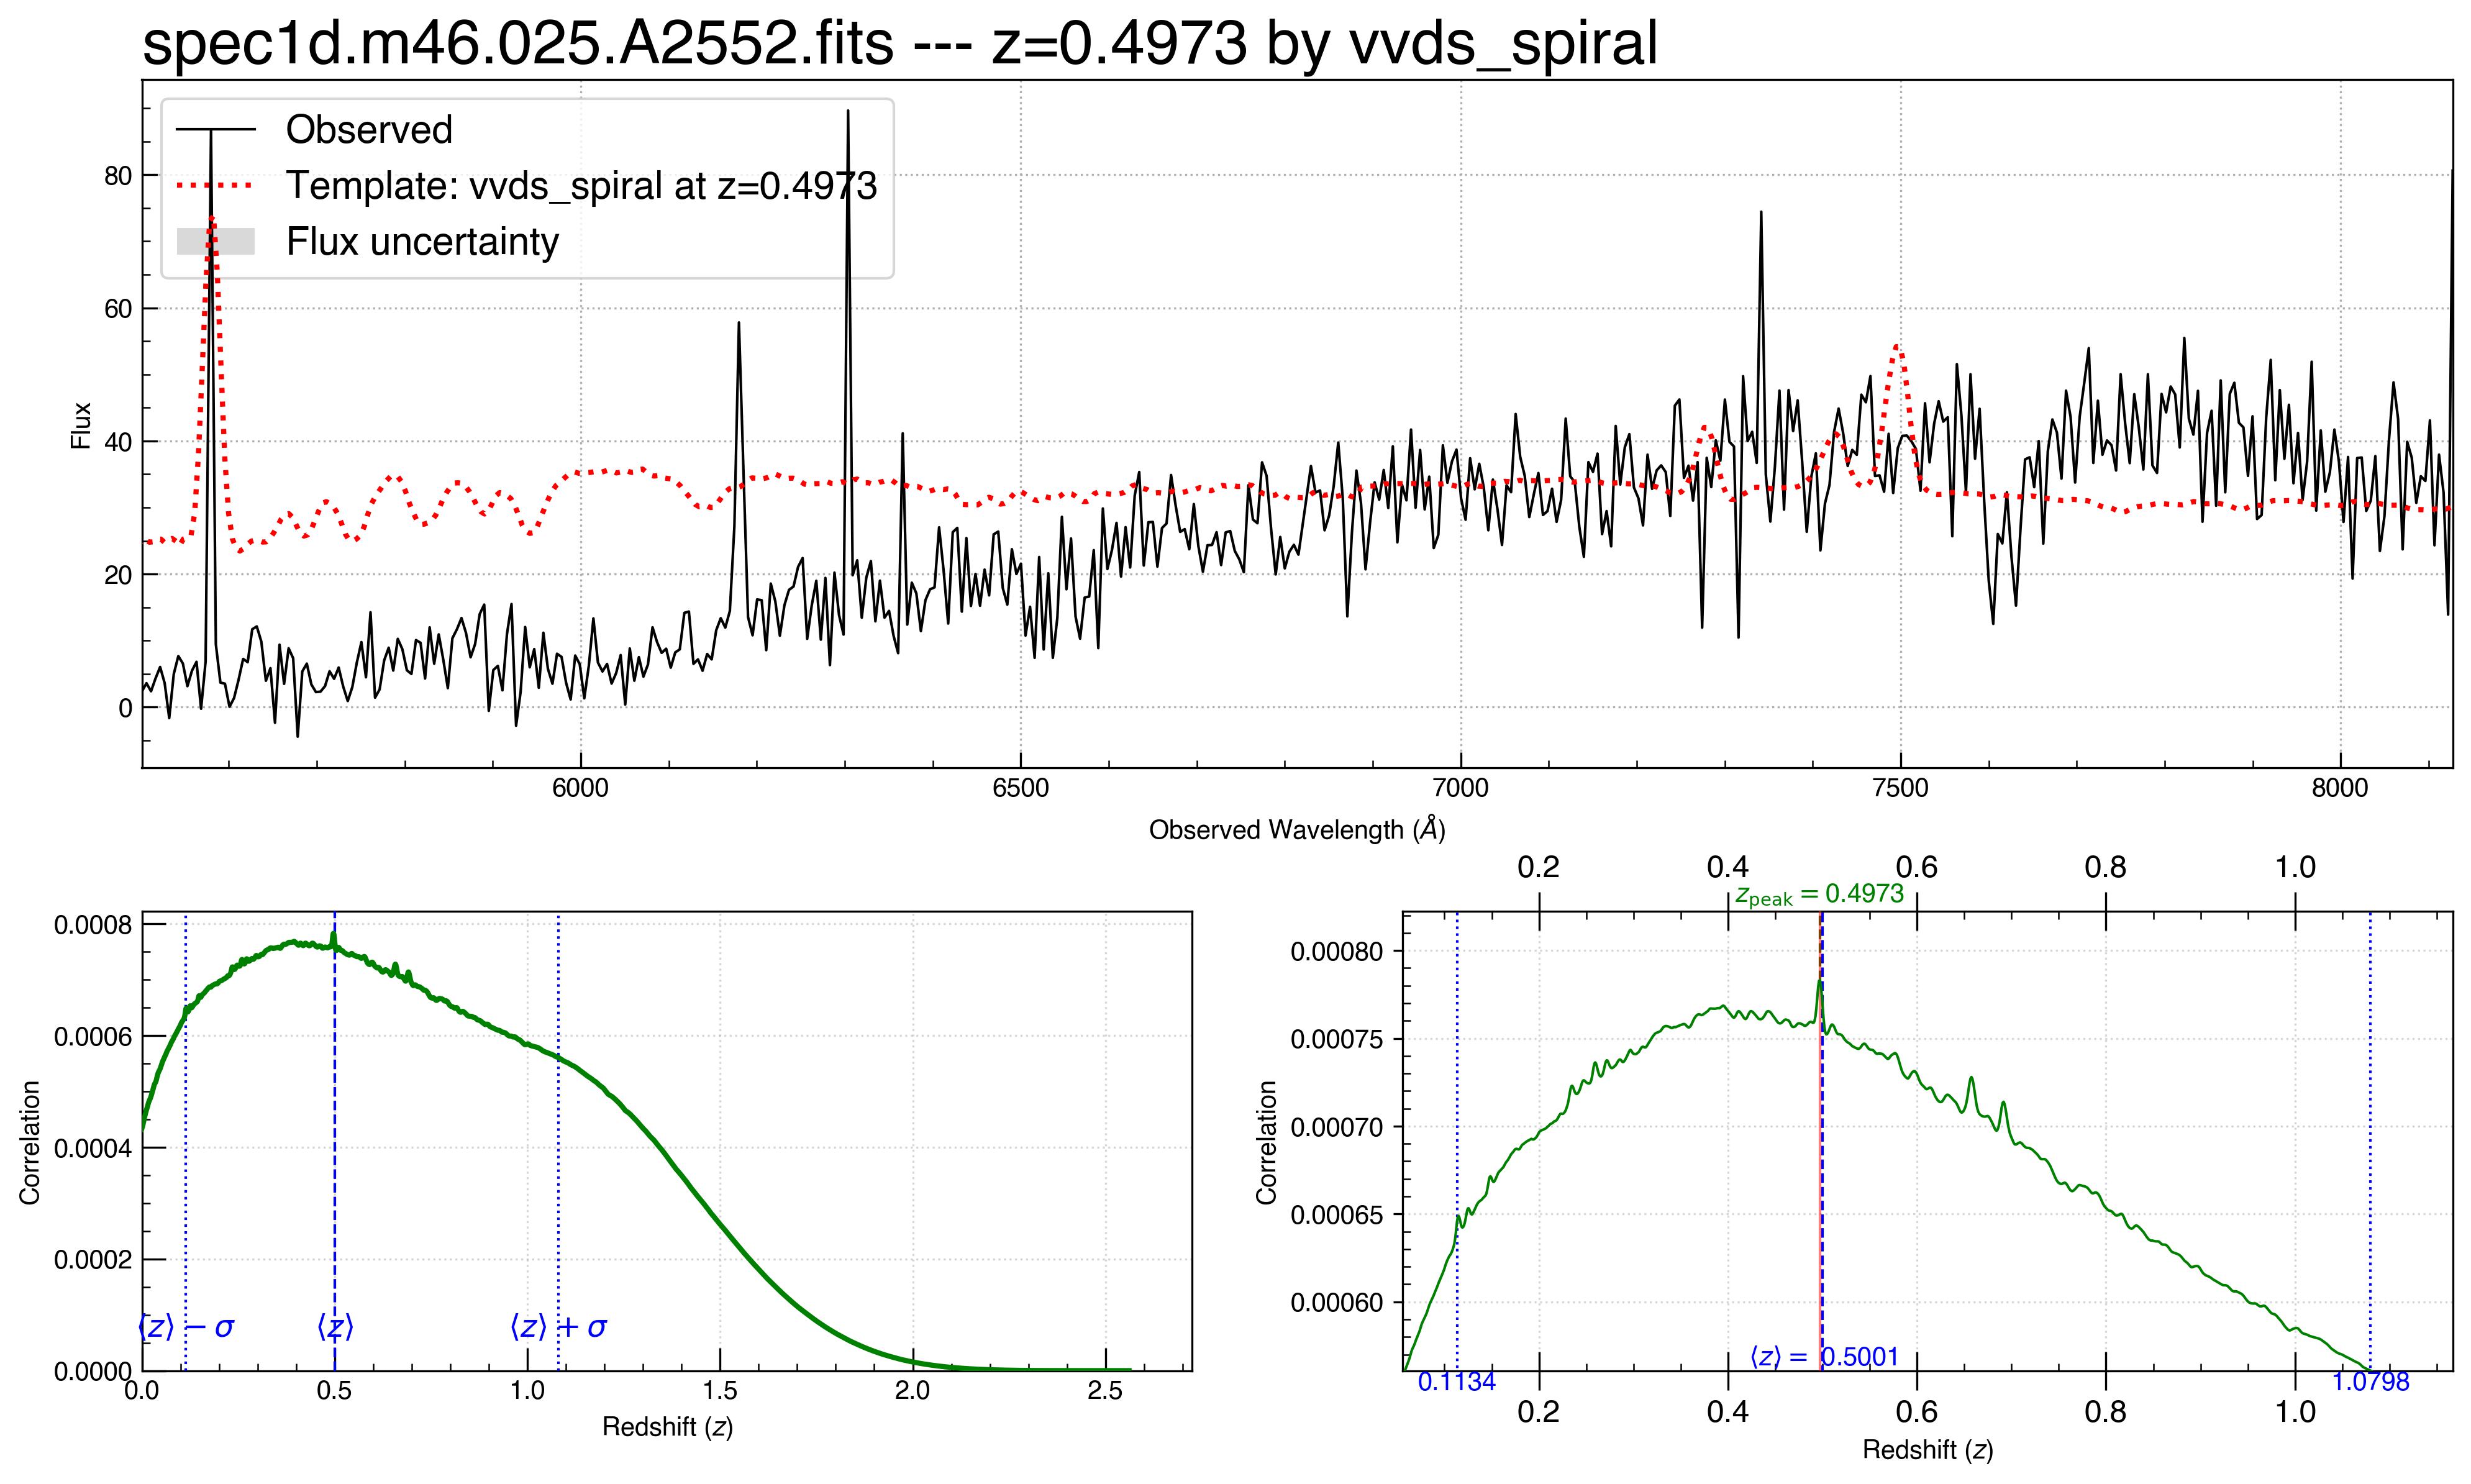 spec1d.m46.025.A2552.fits --- z=0.4973 by vvds_spiral
Observed
Template: vvds_spiral at z=0.4973
Flux uncertainty
Flux
80
60
40
20
0
6000 6500 7000 7500 8000
Observed Wavelength (Å)
0.0008
0.0006
0.0004
0.0002
0.0000
Correlation
⟨z⟩ − σ
⟨z⟩
⟨z⟩ + σ
0.0 0.5 1.0 1.5 2.0 2.5
Redshift (z)
0.2 0.4 0.6 0.8 1.0
zpeak = 0.4973
0.00080
0.00075
0.00070
0.00065
0.00060
Correlation
⟨z⟩ = 0.5001
0.1134
1.0798
0.2 0.4 0.6 0.8 1.0
Redshift (z)